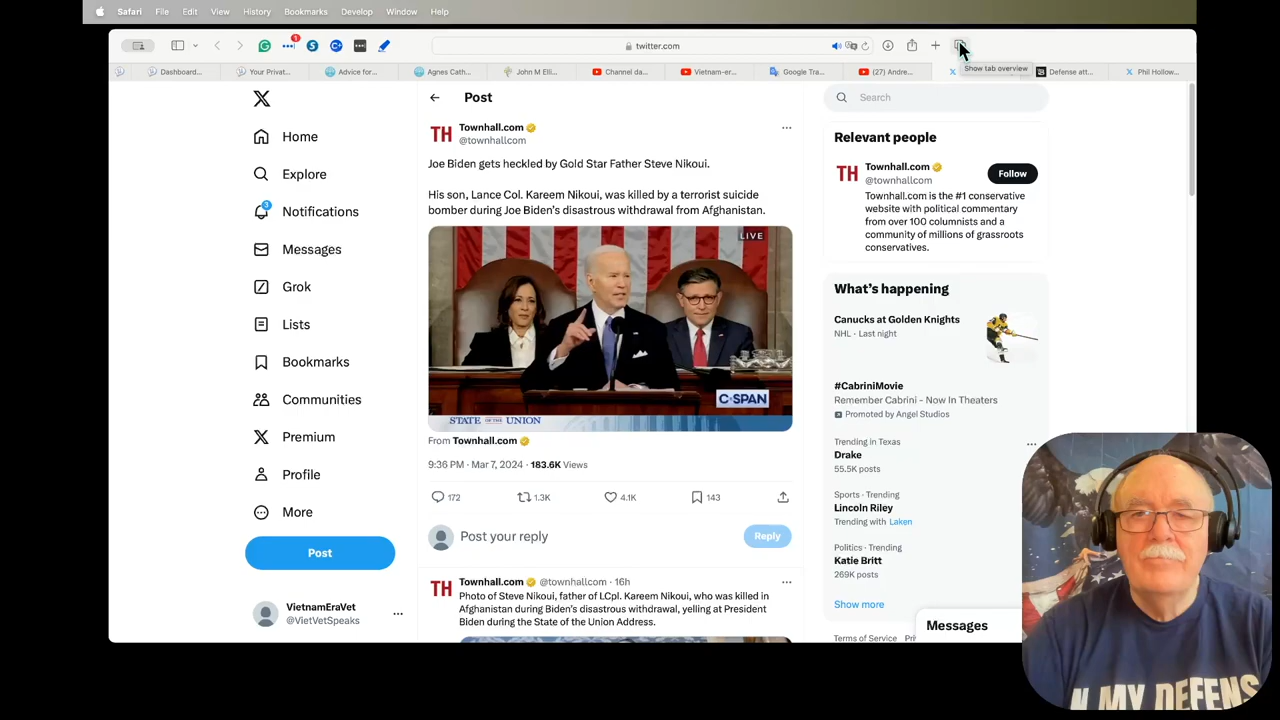 Safari File Edit View History Bookmarks Develop Window Help
1
twitter.com
Dashboard...
Your Privat...
Advice for...
Agnes Cath...
John M Elli...
Channel da...
Vietnam-er...
Google Tra...
(27) Andre...
Show tab overview
Defense att...
Phil Hollow...
Home
Explore
3
Notifications
Messages
Grok
Lists
Bookmarks
Communities
Premium
Profile
More
Post
VietnamEraVet
@VietVetSpeaks
Post
TH
Townhall.com
@townhallcom
Joe Biden gets heckled by Gold Star Father Steve Nikoui.
His son, Lance Col. Kareem Nikoui, was killed by a terrorist suicide
bomber during Joe Biden's disastrous withdrawal from Afghanistan.
LIVE
C-SPAN
STATE OF THE UNION
From Townhall.com
9:36 PM · Mar 7, 2024 · 183.6K Views
172 1.3K 4.1K 143
Post your reply
Reply
TH
Townhall.com @townhallcom · 16h
Photo of Steve Nikoui, father of LCpl. Kareem Nikoui, who was killed in
Afghanistan during Biden's disastrous withdrawal, yelling at President
Biden during the State of the Union Address.
Search
Relevant people
TH
Townhall.com
@townhallcom
Follow
Townhall.com is the #1 conservative
website with political commentary
from over 100 columnists and a
community of millions of grassroots
conservatives.
What's happening
Canucks at Golden Knights
NHL · Last night
#CabriniMovie
Remember Cabrini - Now In Theaters
Promoted by Angel Studios
Trending in Texas
Drake
55.5K posts
Sports · Trending
Lincoln Riley
Trending with Laken
Politics · Trending
Katie Britt
269K posts
Show more
Terms of Service
Messages
N MY DEFENS